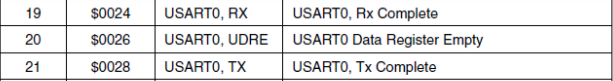 19 $0024 USART0, RX USART0, Rx Complete
20 $0026 USART0, UDRE USART0 Data Register Empty
21 $0028 USART0, TX USART0, Tx Complete